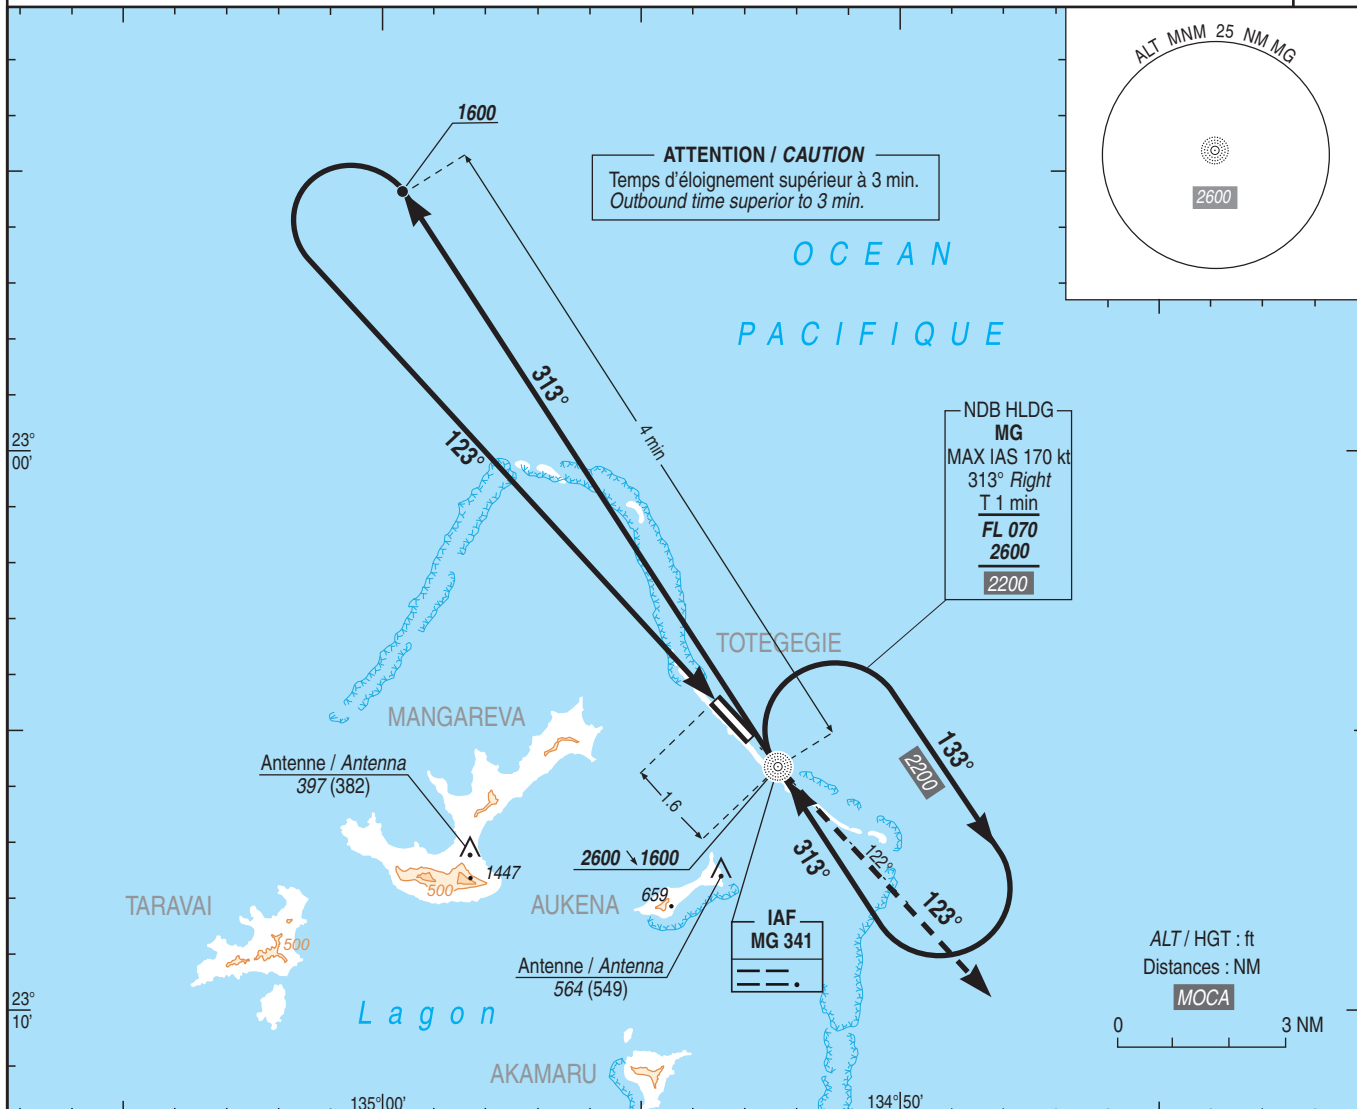 ALT MNM 25 NM MG
2600
1600
ATTENTION / CAUTION
Temps d'éloignement supérieur à 3 min.
Outbound time superior to 3 min.
OCEAN
PACIFIQUE
313°
4 min
123°
23°
00'
NDB HLDG
MG
MAX IAS 170 kt
313° Right
T 1 min
FL 070
2600
2200
TOTEGEGIE
MANGAREVA
133°
2200
Antenne / Antenna
397 (382)
1.6
2600 ↘ 1600
313°
122°
123°
1447
500
659
AUKENA
TARAVAI
500
IAF
MG 341
Antenne / Antenna
564 (549)
ALT / HGT : ft
Distances : NM
MOCA
0 3 NM
23°
10'
Lagon
AKAMARU
135°00'
134°50'